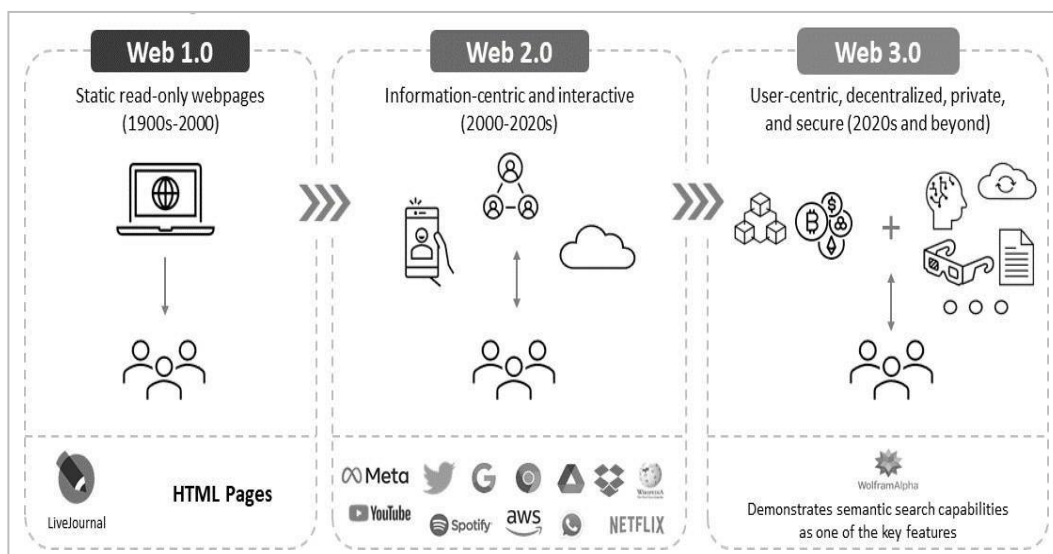 Web 1.0
Static read-only webpages
(1900s-2000)
LiveJournal
HTML Pages
Web 2.0
Information-centric and interactive
(2000-2020s)
Meta
YouTube
Spotify
aws
WIKIPEDIA
NETFLIX
Web 3.0
User-centric, decentralized, private,
and secure (2020s and beyond)
WolframAlpha
Demonstrates semantic search capabilities
as one of the key features